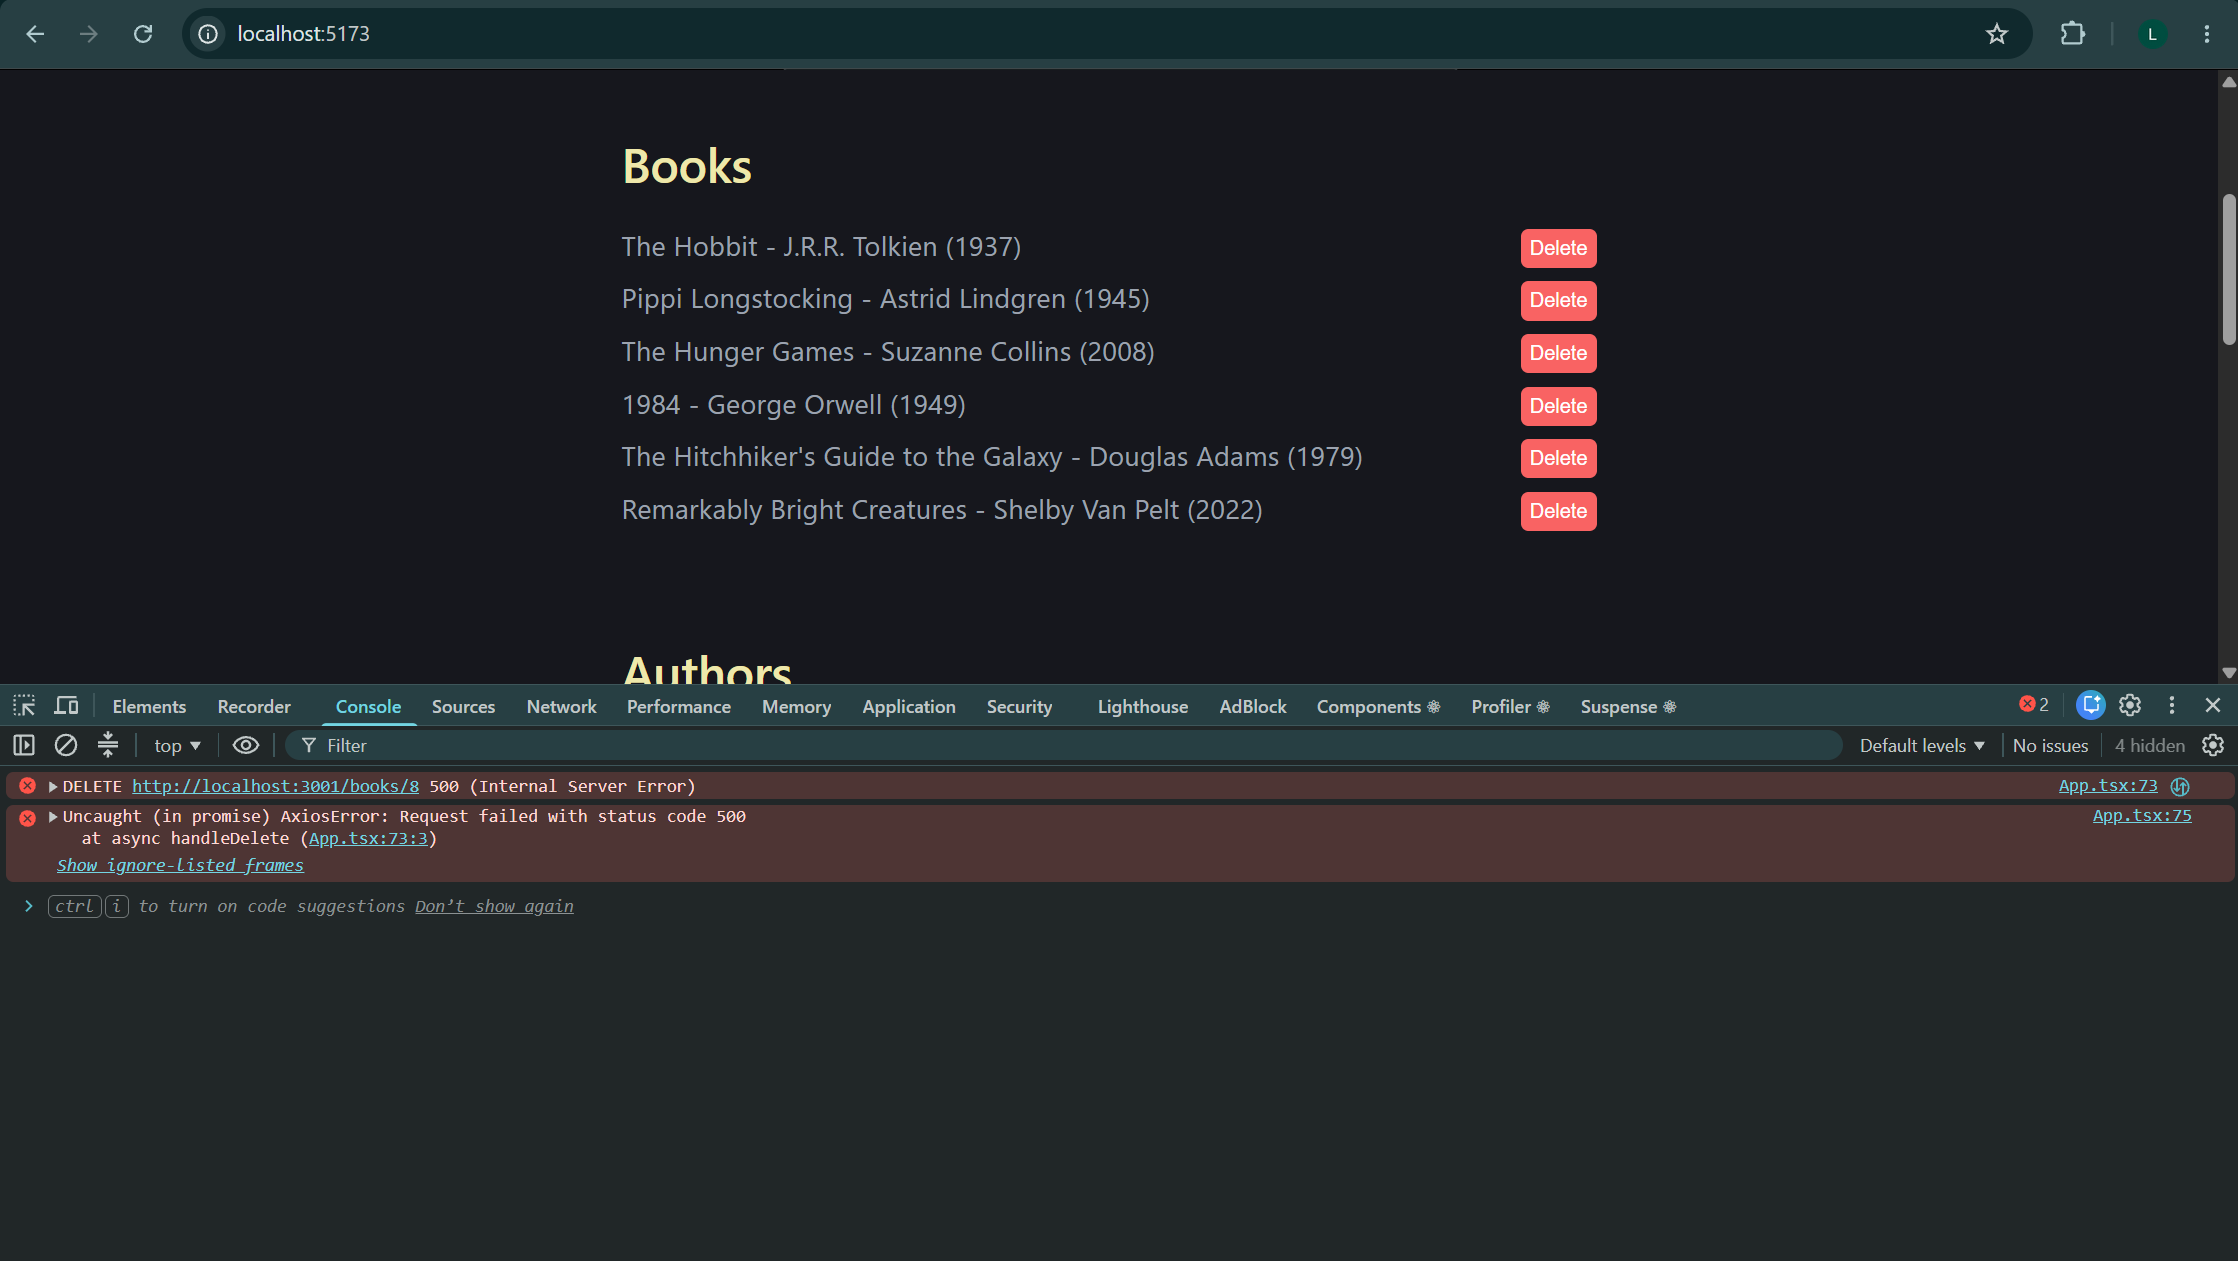 localhost:5173
L
Books
The Hobbit - J.R.R. Tolkien (1937)
Delete
Pippi Longstocking - Astrid Lindgren (1945)
Delete
The Hunger Games - Suzanne Collins (2008)
Delete
1984 - George Orwell (1949)
Delete
The Hitchhiker's Guide to the Galaxy - Douglas Adams (1979)
Delete
Remarkably Bright Creatures - Shelby Van Pelt (2022)
Delete
Authors
Elements Recorder Console Sources Network Performance Memory Application Security Lighthouse AdBlock Components Profiler Suspense 2
top Filter Default levels No issues 4 hidden
DELETE http://localhost:3001/books/8 500 (Internal Server Error) App.tsx:73
Uncaught (in promise) AxiosError: Request failed with status code 500 App.tsx:75
at async handleDelete (App.tsx:73:3)
Show ignore-listed frames
ctrl i to turn on code suggestions Don't show again